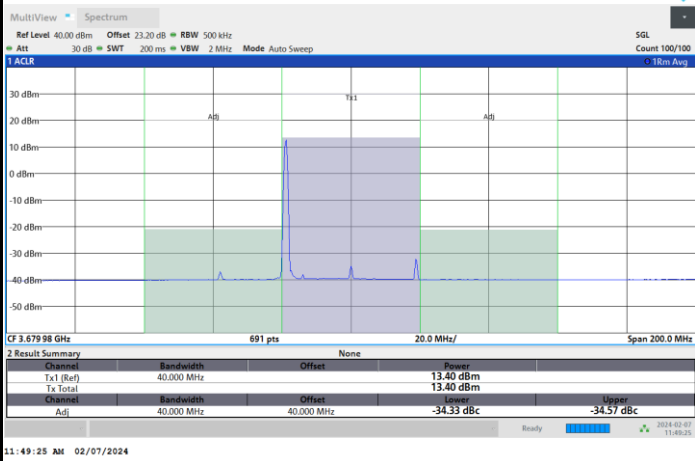 MultiView Spectrum
Ref Level 40.00 dBm Offset 23.20 dB RBW 500 kHz SGL
Att 30 dB SWT 200 ms VBW 2 MHz Mode Auto Sweep Count 100/100
1 ACLR 1Rm Avg
30 dBm
Tx1
20 dBm
Adj Adj
10 dBm
0 dBm
-10 dBm
-20 dBm
-30 dBm
-40 dBm
-50 dBm
CF 3.67998 GHz 691 pts 20.0 MHz/ Span 200.0 MHz
2 Result Summary None
Channel Bandwidth Offset Power
Tx1 (Ref) 40.000 MHz 13.40 dBm
Tx Total 13.40 dBm
Channel Bandwidth Offset Lower Upper
Adj 40.000 MHz 40.000 MHz -34.33 dBc -34.57 dBc
Ready 2024-02-07
11:49:25
11:49:25 AM 02/07/2024